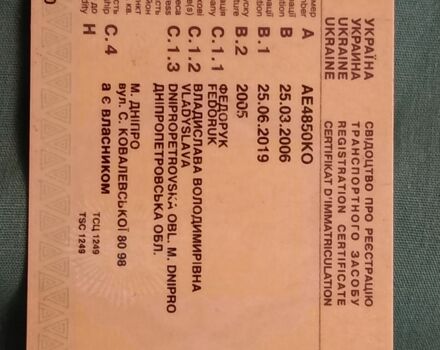 УКРАЇНА
УКРАИНА
UKRAINE
UKRAINE
СВІДОЦТВО ПРО РЕЄСТРАЦІЮ
ТРАНСПОРТНОГО ЗАСОБУ
REGISTRATION CERTIFICATE
CERTIFIKAT D'IMMATRICULATION
A AE4850KO
B 25.03.2006
B.1 25.06.2019
B.2 2005
C.1.1 ФЕДОРУК
FEDORUK
C.1.2 ВЛАДИСЛАВА ВОЛОДИМИРІВНА
VLADYSLAVA
C.1.3 DNIPROPETROVSKA OBL. M. DNIPRO
ДНІПРОПЕТРОВСЬКА ОБЛ.
М. ДНІПРО
вул. С. КОВАЛЕВСЬКОЇ 80 98
C. 4 а є власником
H
ТСЦ 1249
TSC 1249